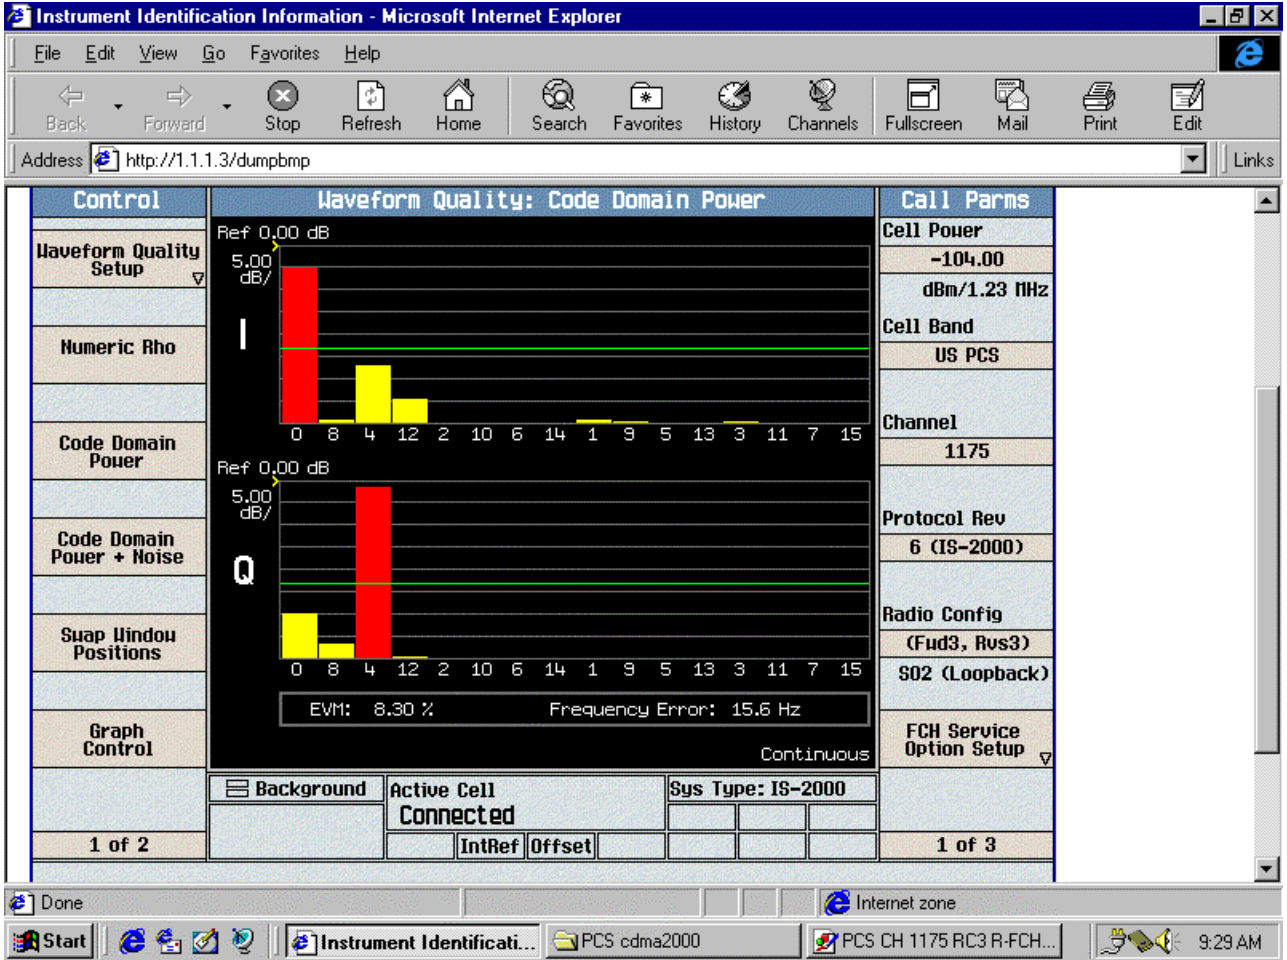 Instrument Identification Information - Microsoft Internet Explorer
File Edit View Go Favorites Help
Back Forward Stop Refresh Home Search Favorites History Channels Fullscreen Mail Print Edit
Address http://1.1.1.3/dumpbmp Links
Control
Waveform Quality
Setup
Numeric Rho
Code Domain
Power
Code Domain
Power + Noise
Swap Window
Positions
Graph
Control
1 of 2
Waveform Quality: Code Domain Power
Ref 0.00 dB
5.00
dB/
I
0 8 4 12 2 10 6 14 1 9 5 13 3 11 7 15
Ref 0.00 dB
5.00
dB/
Q
0 8 4 12 2 10 6 14 1 9 5 13 3 11 7 15
EVM: 8.30 % Frequency Error: 15.6 Hz
Continuous
Background
Active Cell
Connected
Sys Type: IS-2000
IntRef Offset
Call Parms
Cell Power
-104.00
dBm/1.23 MHz
Cell Band
US PCS
Channel
1175
Protocol Rev
6 (IS-2000)
Radio Config
(Fwd3, Rvs3)
SO2 (Loopback)
FCH Service
Option Setup
1 of 3
Done Internet zone
Start Instrument Identificati... PCS cdma2000 PCS CH 1175 RC3 R-FCH... 9:29 AM